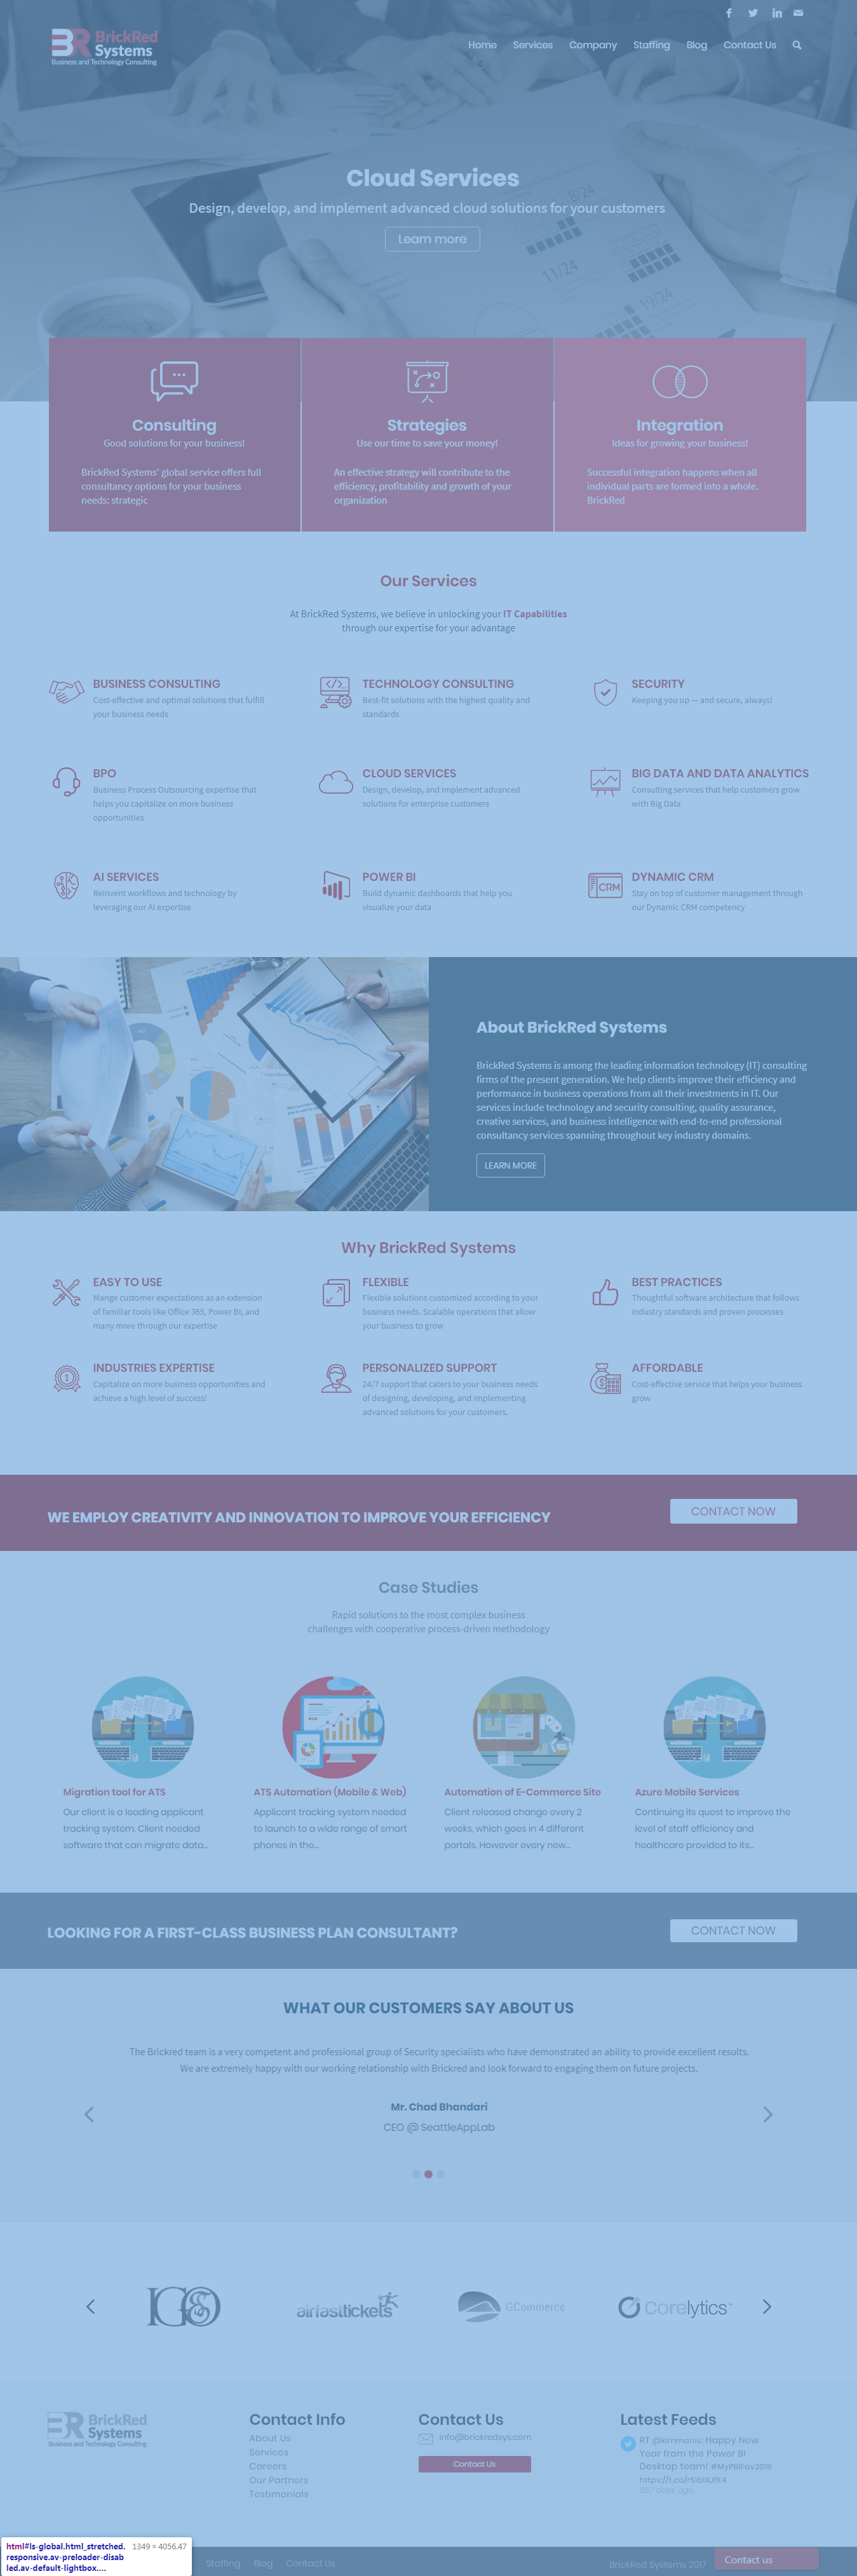 BrickRed
Systems
Business and Technology Consulting
Home Services Company Staffing Blog Contact Us
Cloud Services
Design, develop, and implement advanced cloud solutions for your customers
Learn more
3/24
11/24
19/24
Consulting
Good solutions for your business!
BrickRed Systems' global service offers full
consultancy options for your business
needs: strategic
Strategies
Use our time to save your money!
An effective strategy will contribute to the
efficiency, profitability and growth of your
organization
Integration
Ideas for growing your business!
Successful integration happens when all
individual parts are formed into a whole.
BrickRed
Our Services
At BrickRed Systems, we believe in unlocking your IT Capabilities
through our expertise for your advantage
BUSINESS CONSULTING
Cost-effective and optimal solutions that fulfill
your business needs
TECHNOLOGY CONSULTING
Best-fit solutions with the highest quality and
standards
SECURITY
Keeping you up — and secure, always!
BPO
Business Process Outsourcing expertise that
helps you capitalize on more business
opportunities
CLOUD SERVICES
Design, develop, and implement advanced
solutions for enterprise customers
BIG DATA AND DATA ANALYTICS
Consulting services that help customers grow
with Big Data
AI SERVICES
Reinvent workflows and technology by
leveraging our AI expertise
POWER BI
Build dynamic dashboards that help you
visualize your data
CRM
DYNAMIC CRM
Stay on top of customer management through
our Dynamic CRM competency
About BrickRed Systems
BrickRed Systems is among the leading information technology (IT) consulting
firms of the present generation. We help clients improve their efficiency and
performance in business operations from all their investments in IT. Our
services include technology and security consulting, quality assurance,
creative services, and business intelligence with end-to-end professional
consultancy services spanning throughout key industry domains.
LEARN MORE
Why BrickRed Systems
EASY TO USE
Mange customer expectations as an extension
of familiar tools like Office 365, Power BI, and
many more through our expertise
FLEXIBLE
Flexible solutions customized according to your
business needs. Scalable operations that allow
your business to grow
BEST PRACTICES
Thoughtful software architecture that follows
industry standards and proven processes
INDUSTRIES EXPERTISE
Capitalize on more business opportunities and
achieve a high level of success!
PERSONALIZED SUPPORT
24/7 support that caters to your business needs
of designing, developing, and implementing
advanced solutions for your customers.
AFFORDABLE
Cost-effective service that helps your business
grow
WE EMPLOY CREATIVITY AND INNOVATION TO IMPROVE YOUR EFFICIENCY
CONTACT NOW
Case Studies
Rapid solutions to the most complex business
challenges with cooperative process-driven methodology
Migration tool for ATS
Our client is a leading applicant
tracking system. Client needed
software that can migrate data...
ATS Automation (Mobile & Web)
Applicant tracking system needed
to launch to a wide range of smart
phones in the...
Automation of E-Commerce Site
Client released change every 2
weeks, which goes in 4 different
portals. However every new...
Azure Mobile Services
Continuing its quest to improve the
level of staff efficiency and
healthcare provided to its...
LOOKING FOR A FIRST-CLASS BUSINESS PLAN CONSULTANT?
CONTACT NOW
WHAT OUR CUSTOMERS SAY ABOUT US
The Brickred team is a very competent and professional group of Security specialists who have demonstrated an ability to provide excellent results.
We are extremely happy with our working relationship with Brickred and look forward to engaging them on future projects.
Mr. Chad Bhandari
CEO @ SeattleAppLab
airfasttickets
GCommerce
Corelytics™
BrickRed
Systems
Business and Technology Consulting
Contact Info
About Us
Services
Careers
Our Partners
Testimonials
Contact Us
info@brickredsys.com
Contact Us
Latest Feeds
RT @kimmanis: Happy New
Year from the Power BI
Desktop team! #MyPBIFav2018
357 days ago
html#ls-global.html_stretched. 1349 × 4056.47
responsive.av-preloader-disab
led.av-default-lightbox....
Staffing Blog Contact Us
BrickRed Systems 2017
Contact us